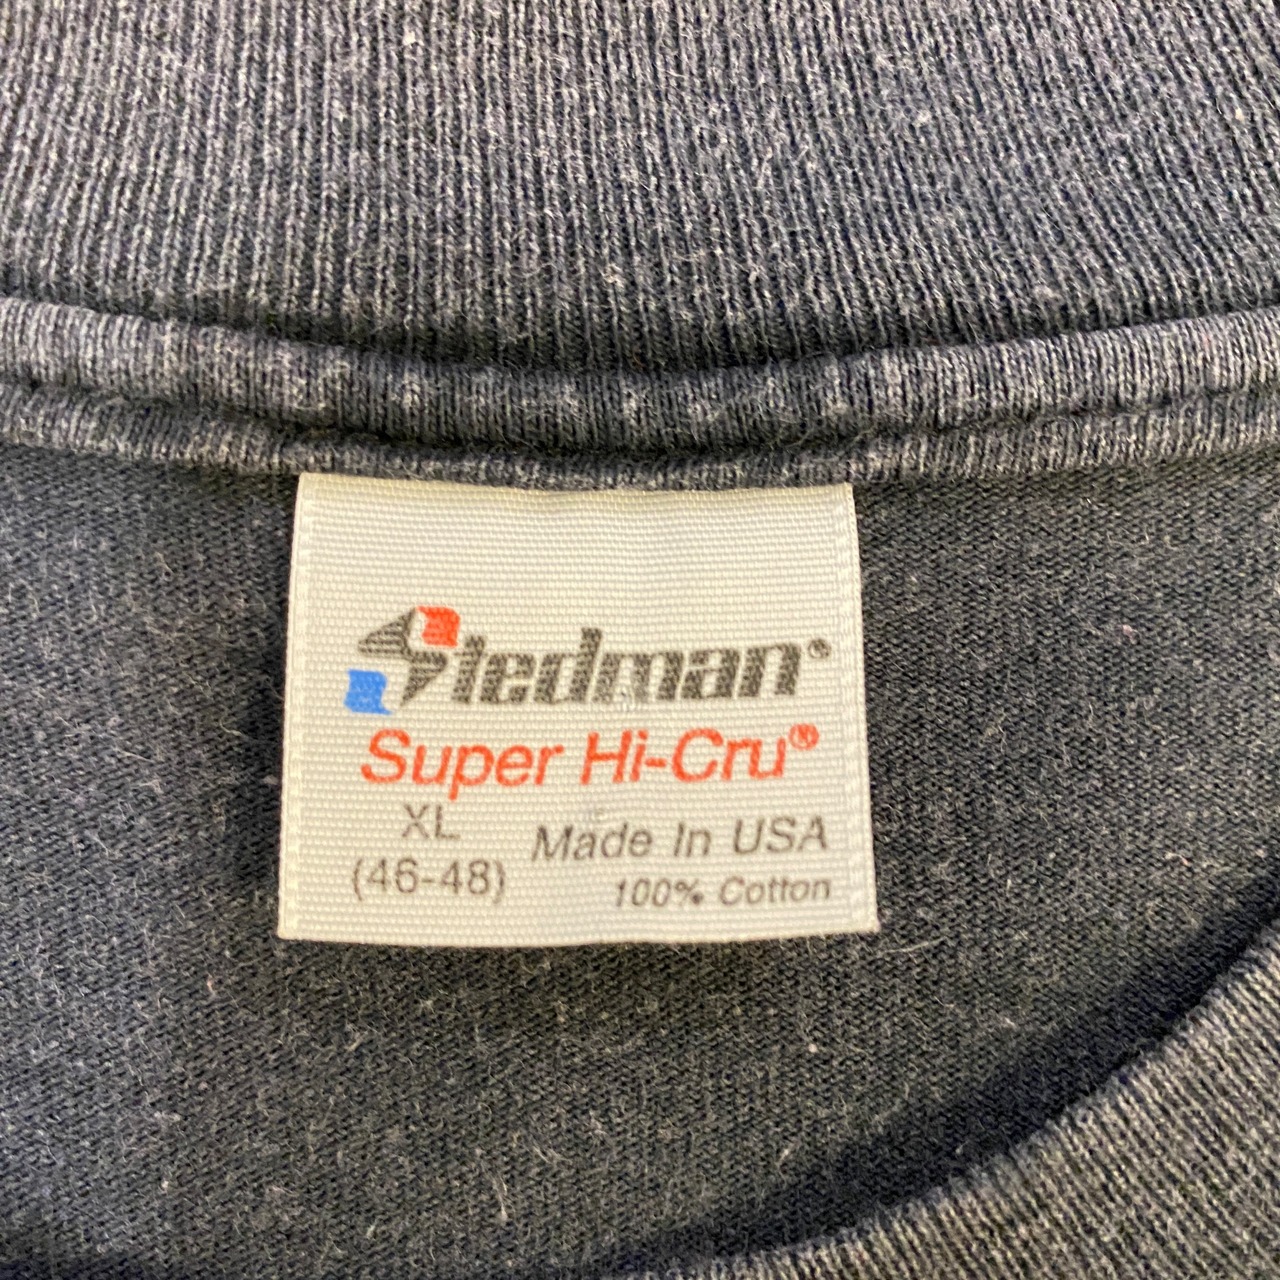 Stedman®
Super Hi-Cru®
XL
(46-48)
Made In USA
100% Cotton